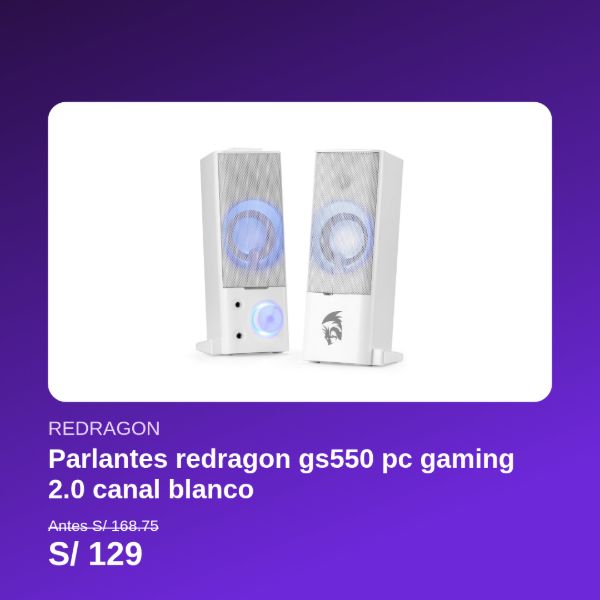 REDRAGON
Parlantes redragon gs550 pc gaming
2.0 canal blanco
Antes S/ 168.75
S/ 129